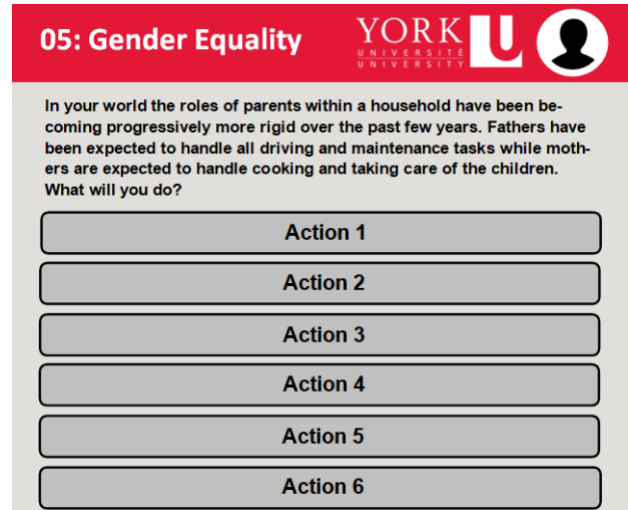 05: Gender Equality
YORK U
UNIVERSITÉ
UNIVERSITY
In your world the roles of parents within a household have been be-
coming progressively more rigid over the past few years. Fathers have
been expected to handle all driving and maintenance tasks while moth-
ers are expected to handle cooking and taking care of the children.
What will you do?
Action 1
Action 2
Action 3
Action 4
Action 5
Action 6